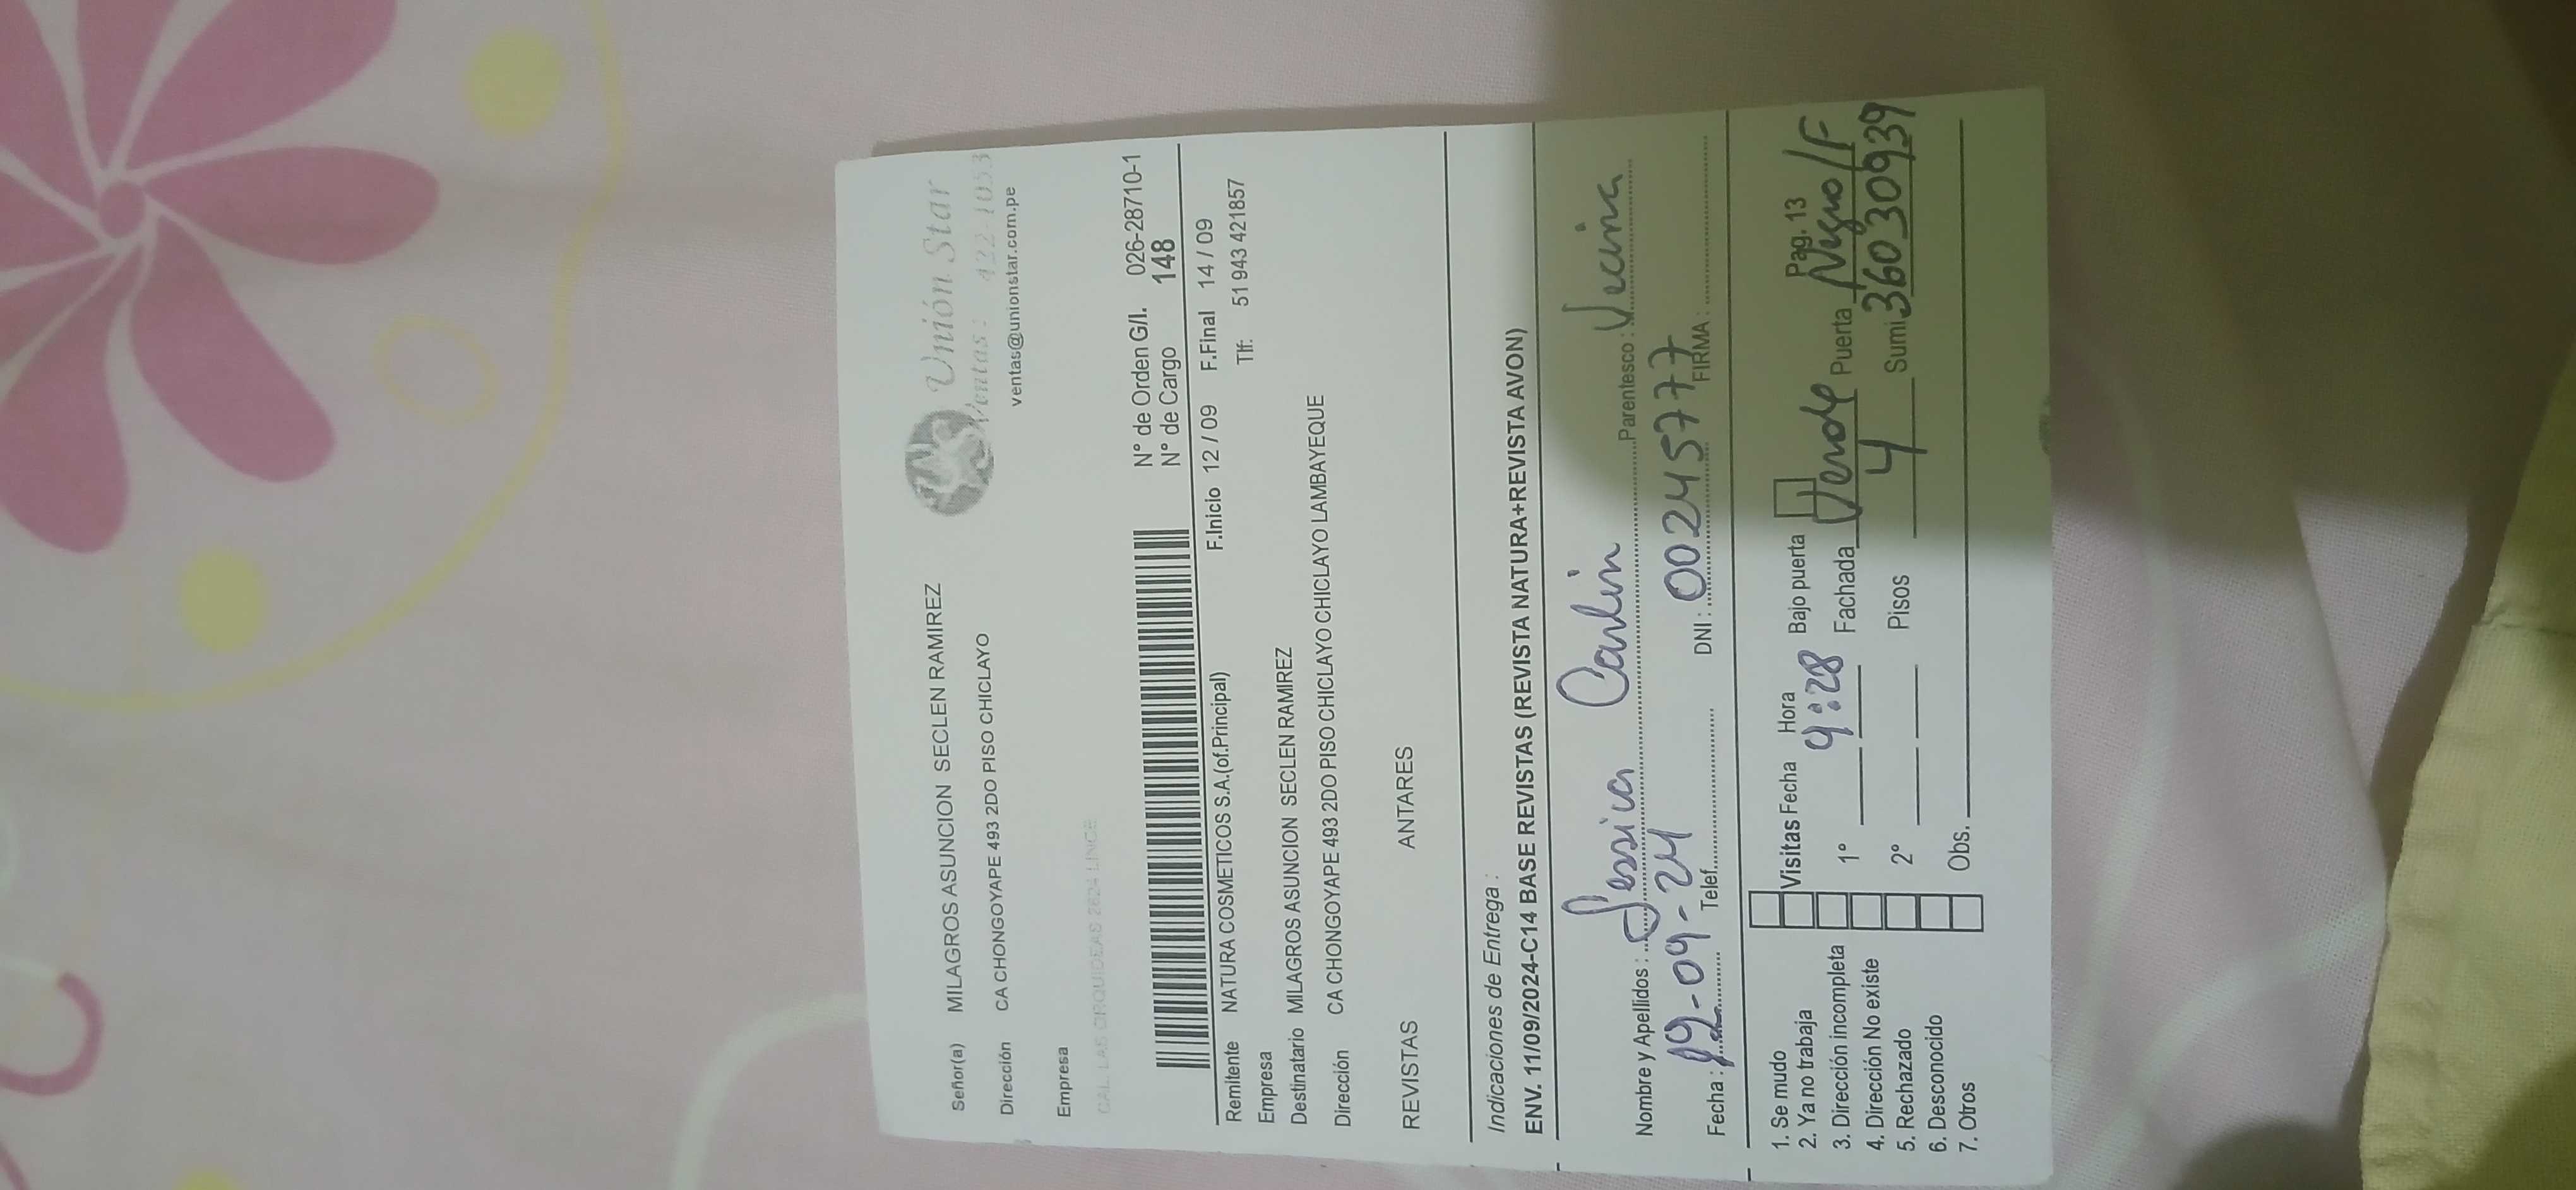 Unión Star
Ventas: 422-1053
ventas@unionstar.com.pe
Señor(a) MILAGROS ASUNCION SECLEN RAMIREZ
Dirección CA CHONGOYAPE 493 2DO PISO CHICLAYO
Empresa
CAL. LAS ORQUIDEAS 2624 LINCE
N° de Orden G/I. 026-28710-1
N° de Cargo 148
F.Inicio 12 / 09 F.Final 14 / 09
Remitente NATURA COSMETICOS S.A.(of.Principal) Tlf: 51 943 421857
Empresa
Destinatario MILAGROS ASUNCION SECLEN RAMIREZ
Dirección CA CHONGOYAPE 493 2DO PISO CHICLAYO CHICLAYO LAMBAYEQUE
REVISTAS ANTARES
Indicaciones de Entrega :
ENV. 11/09/2024-C14 BASE REVISTAS (REVISTA NATURA+REVISTA AVON)
Nombre y Apellidos : Jessica Carlin Parentesco : Vecina
Fecha : 12-09-24 Telef. DNI : 00245777 FIRMA :
1. Se mudo
2. Ya no trabaja
3. Dirección incompleta
4. Dirección No existe
5. Rechazado
6. Desconocido
7. Otros
Visitas Fecha Hora Bajo puerta Pag. 13
1° 4:28 Fachada Verde Puerta Negro/F
2° Pisos 4 Sumi. 36030939
Obs.